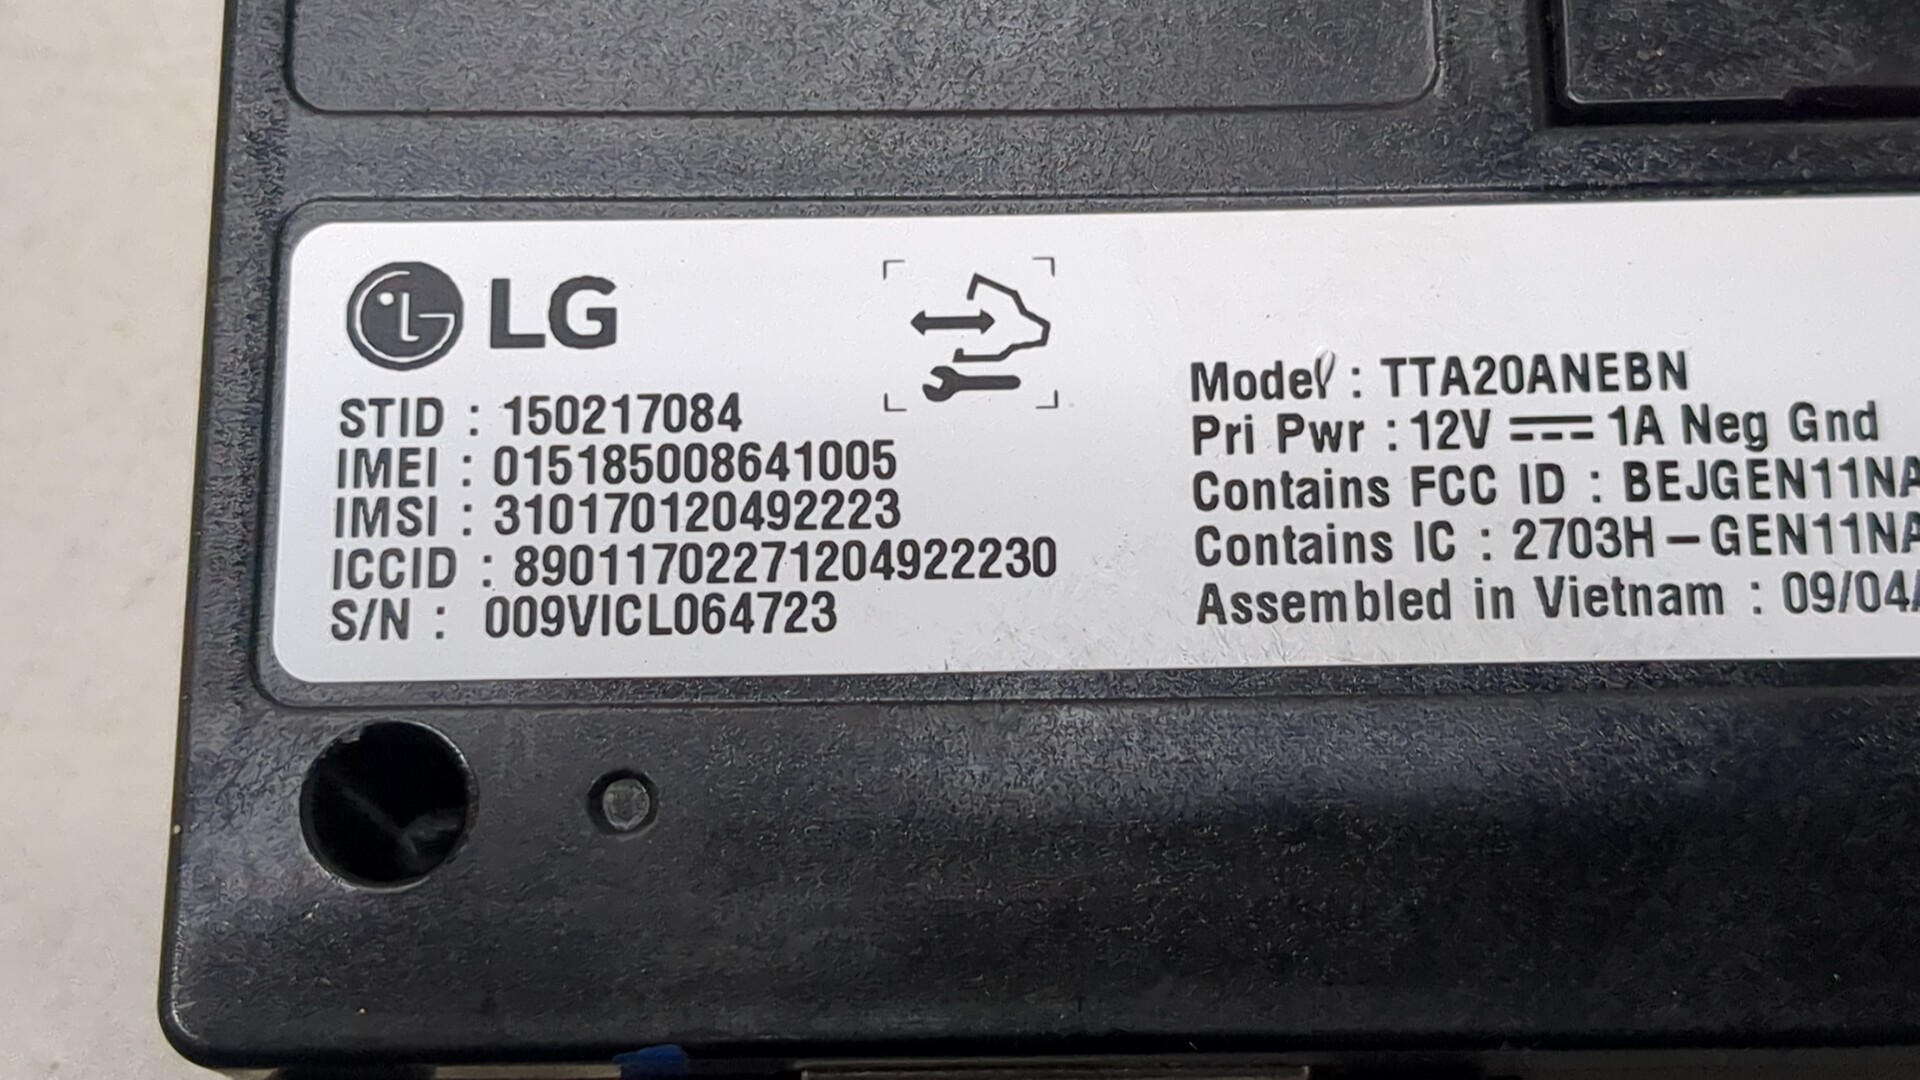 LG
STID : 150217084
IMEI : 015185008641005
IMSI : 310170120492223
ICCID : 89011702271204922230
S/N : 009VICL064723
Model : TTA20ANEBN
Pri Pwr : 12V ⎓ 1A Neg Gnd
Contains FCC ID : BEJGEN11NA
Contains IC : 2703H-GEN11NA
Assembled in Vietnam : 09/04/